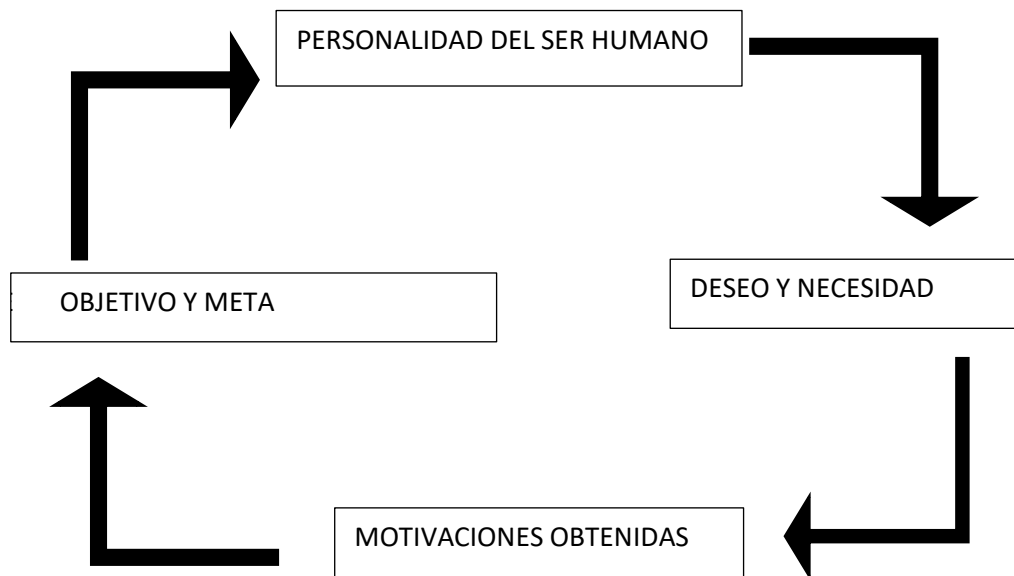 PERSONALIDAD DEL SER HUMANO
OBJETIVO Y META
DESEO Y NECESIDAD
MOTIVACIONES OBTENIDAS